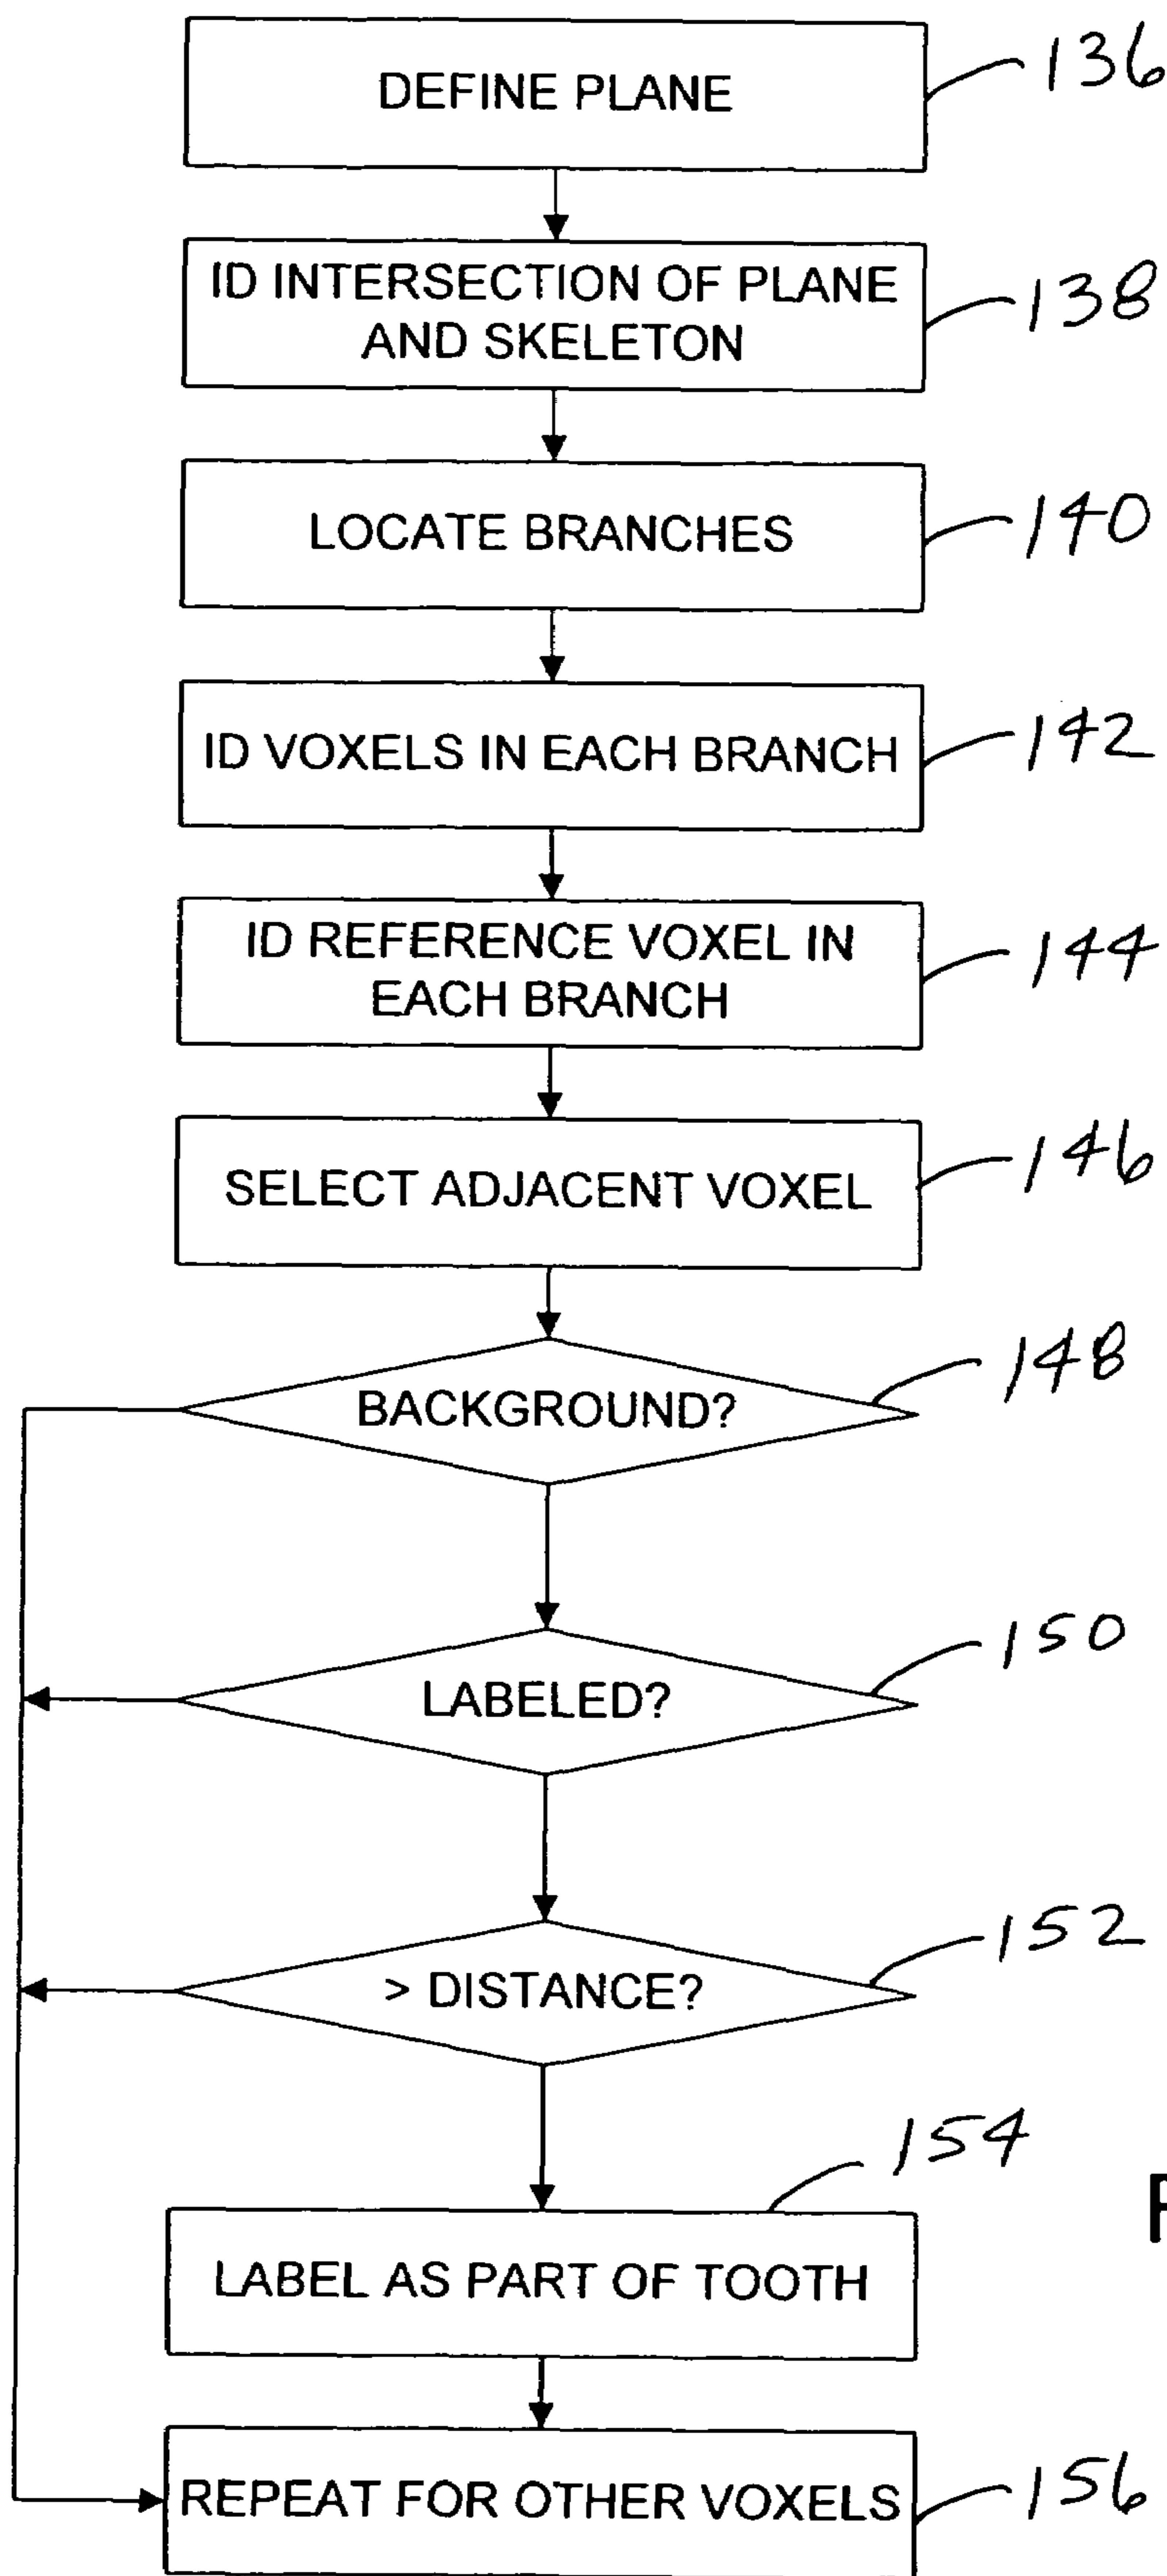 DEFINE PLANE
136
ID INTERSECTION OF PLANE
AND SKELETON
138
LOCATE BRANCHES
140
ID VOXELS IN EACH BRANCH
142
ID REFERENCE VOXEL IN
EACH BRANCH
144
SELECT ADJACENT VOXEL
146
BACKGROUND?
148
LABELED?
150
> DISTANCE?
152
154
LABEL AS PART OF TOOTH
REPEAT FOR OTHER VOXELS
156